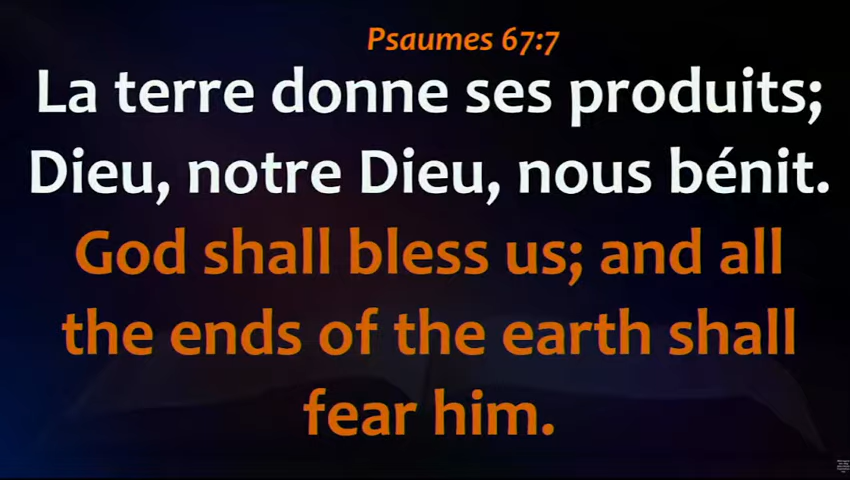 Psaumes 67:7
La terre donne ses produits;
Dieu, notre Dieu, nous bénit.
God shall bless us; and all
the ends of the earth shall
fear him.